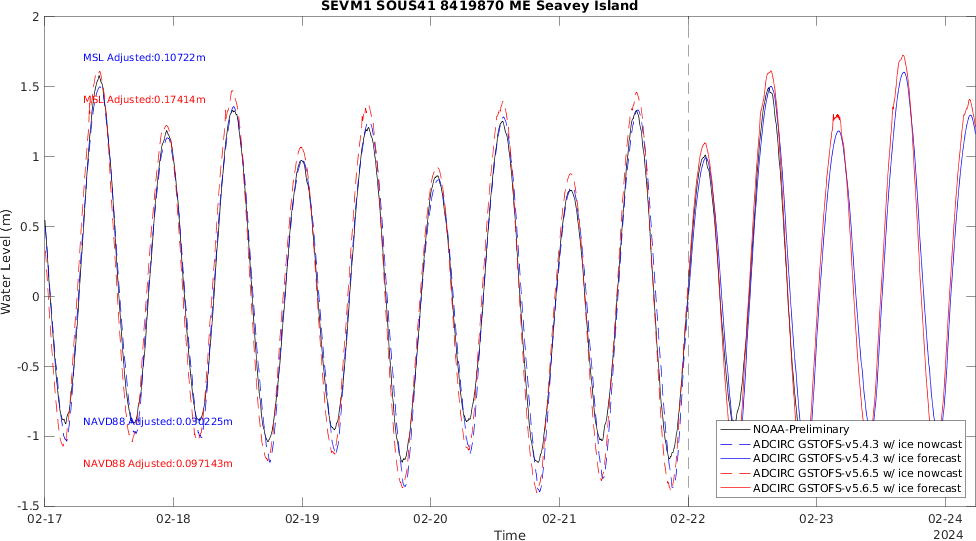 SEVM1 SOUS41 8419870 ME Seavey Island
2
1.5
1
0.5
0
-0.5
-1
-1.5
Water Level (m)
MSL Adjusted:0.10722m
MSL Adjusted:0.17414m
NAVD88 Adjusted:0.030225m
NAVD88 Adjusted:0.097143m
NOAA-Preliminary
ADCIRC GSTOFS-v5.4.3 w/ ice nowcast
ADCIRC GSTOFS-v5.4.3 w/ ice forecast
ADCIRC GSTOFS-v5.6.5 w/ ice nowcast
ADCIRC GSTOFS-v5.6.5 w/ ice forecast
02-17 02-18 02-19 02-20 02-21 02-22 02-23 02-24
Time
2024